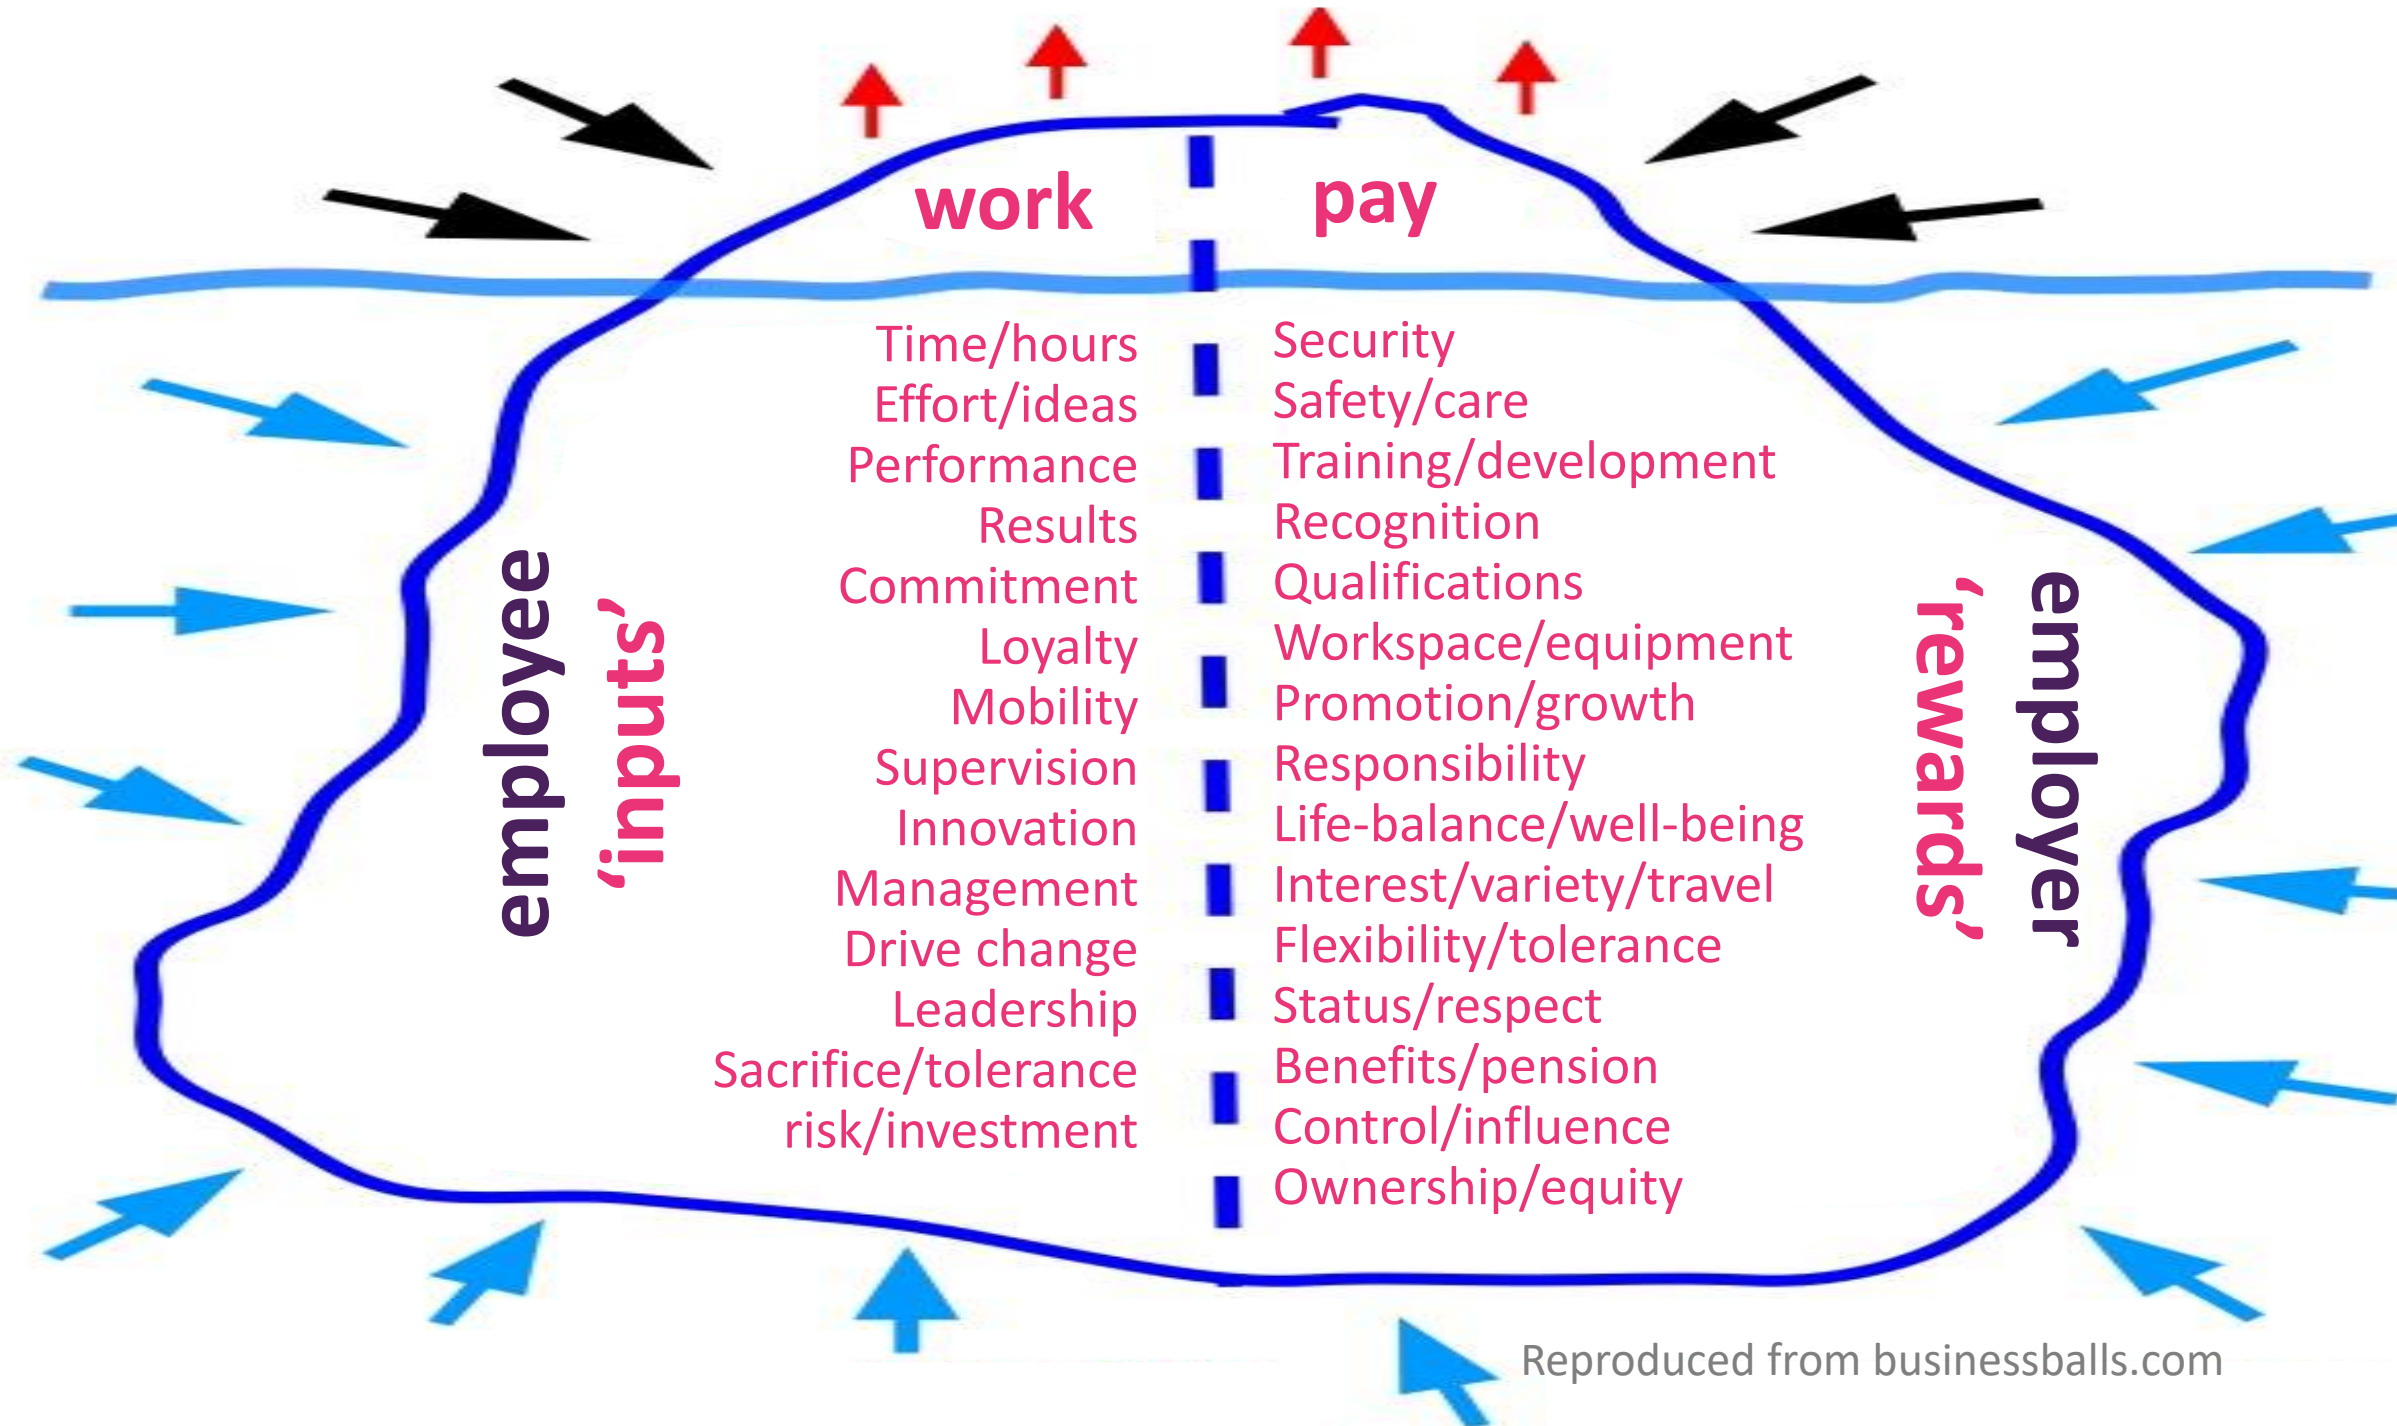 work
pay
employee
‘inputs’
Time/hours
Effort/ideas
Performance
Results
Commitment
Loyalty
Mobility
Supervision
Innovation
Management
Drive change
Leadership
Sacrifice/tolerance
risk/investment
Security
Safety/care
Training/development
Recognition
Qualifications
Workspace/equipment
Promotion/growth
Responsibility
Life-balance/well-being
Interest/variety/travel
Flexibility/tolerance
Status/respect
Benefits/pension
Control/influence
Ownership/equity
employer
‘rewards’
Reproduced from businessballs.com